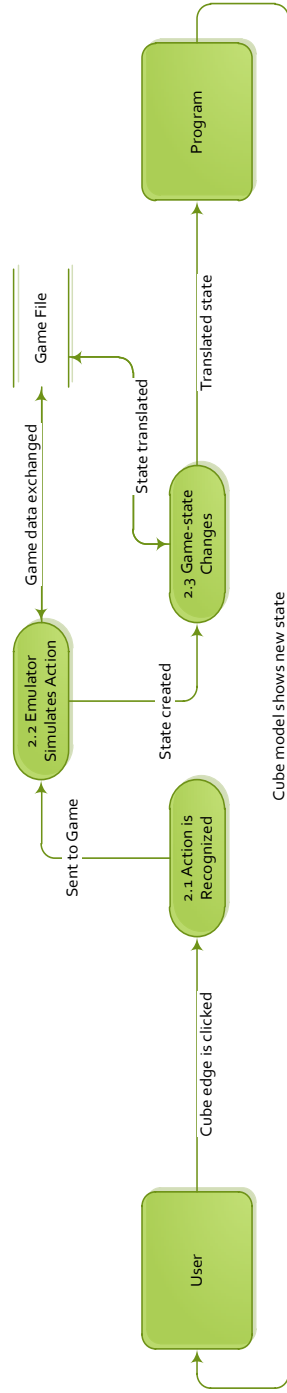 User
Cube edge is clicked
2.1 Action is
Recognized
Sent to Game
2.2 Emulator
Simulates Action
Game data exchanged
Game File
State created
State translated
2.3 Game-state
Changes
Translated state
Program
Cube model shows new state